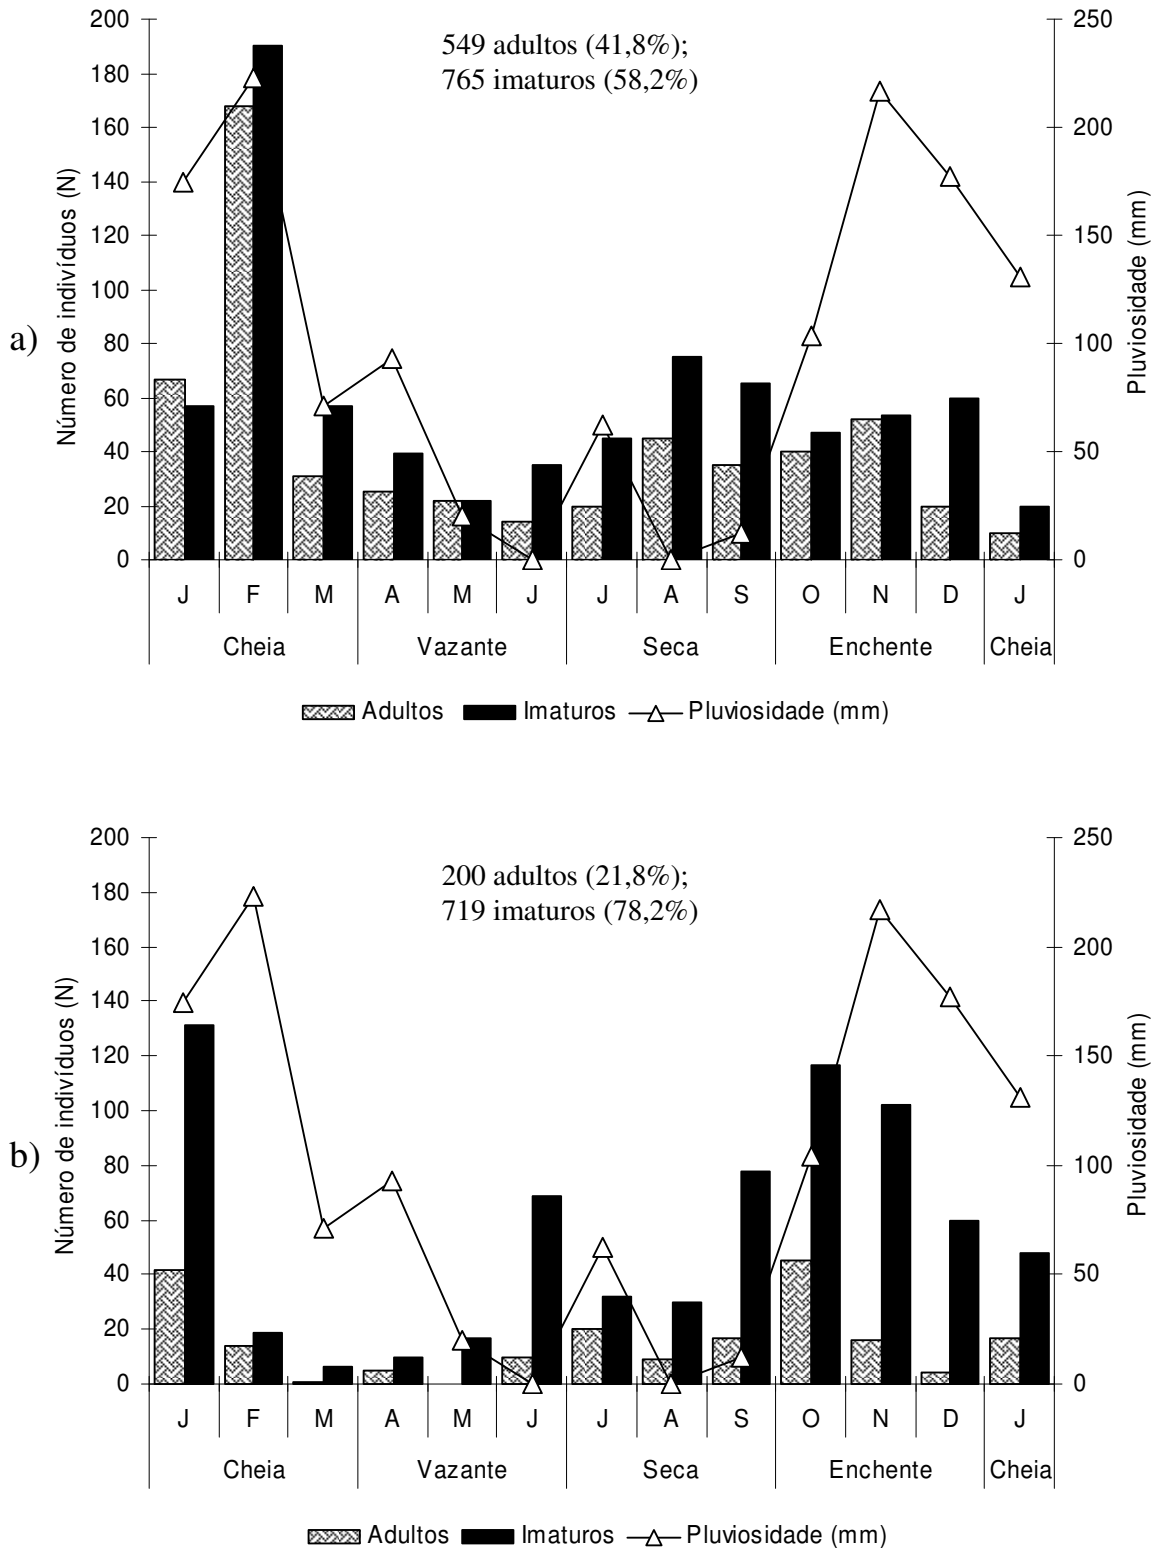 549 adultos (41,8%);
765 imaturos (58,2%)
a)
Número de indivíduos (N)
200
180
160
140
120
100
80
60
40
20
0
Pluviosidade (mm)
250
200
150
100
50
0
J F M A M J J A S O N D J
Cheia Vazante Seca Enchente Cheia
Adultos Imaturos Pluviosidade (mm)
200 adultos (21,8%);
719 imaturos (78,2%)
b)
Número de indivíduos (N)
200
180
160
140
120
100
80
60
40
20
0
Pluviosidade (mm)
250
200
150
100
50
0
J F M A M J J A S O N D J
Cheia Vazante Seca Enchente Cheia
Adultos Imaturos Pluviosidade (mm)